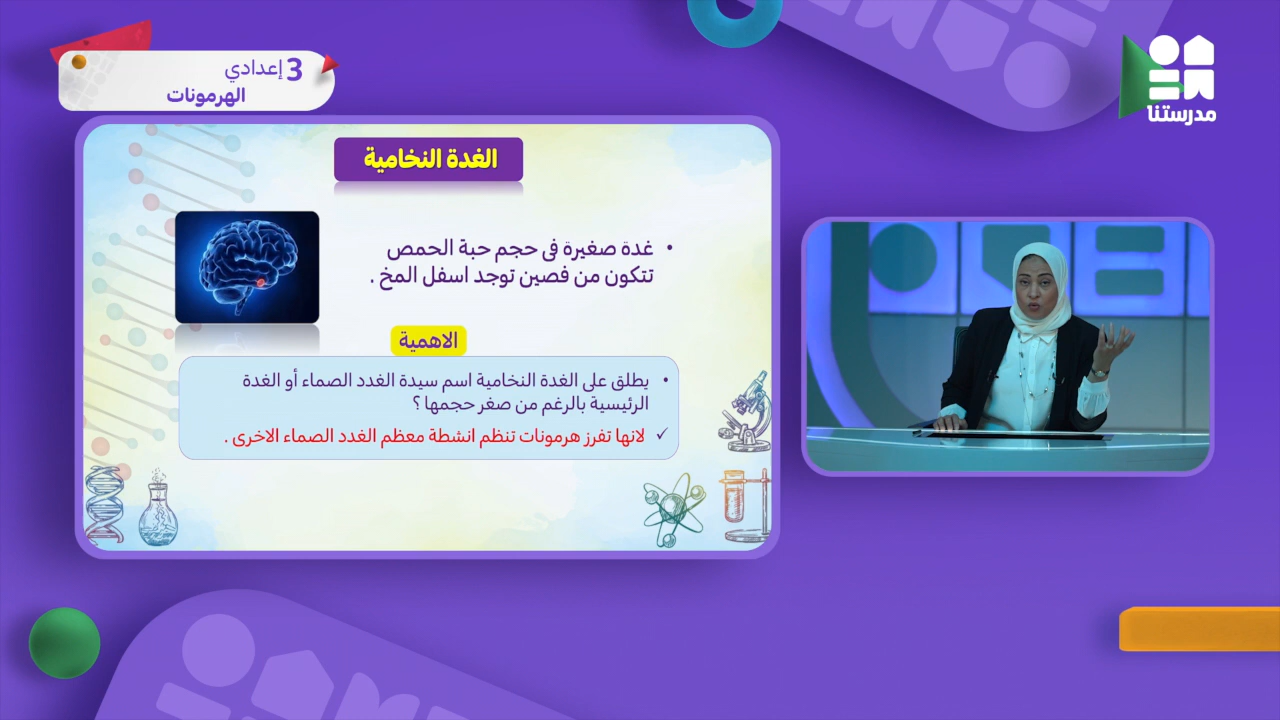 3 إعدادي
الهرمونات
مدرستنا
الغدة النخامية
• غدة صغيرة فى حجم حبة الحمص
تتكون من فصين توجد اسفل المخ .
الاهمية
• يطلق على الغدة النخامية اسم سيدة الغدد الصماء أو الغدة
الرئيسية بالرغم من صغر حجمها ؟
✓ لانها تفرز هرمونات تنظم انشطة معظم الغدد الصماء الاخرى .